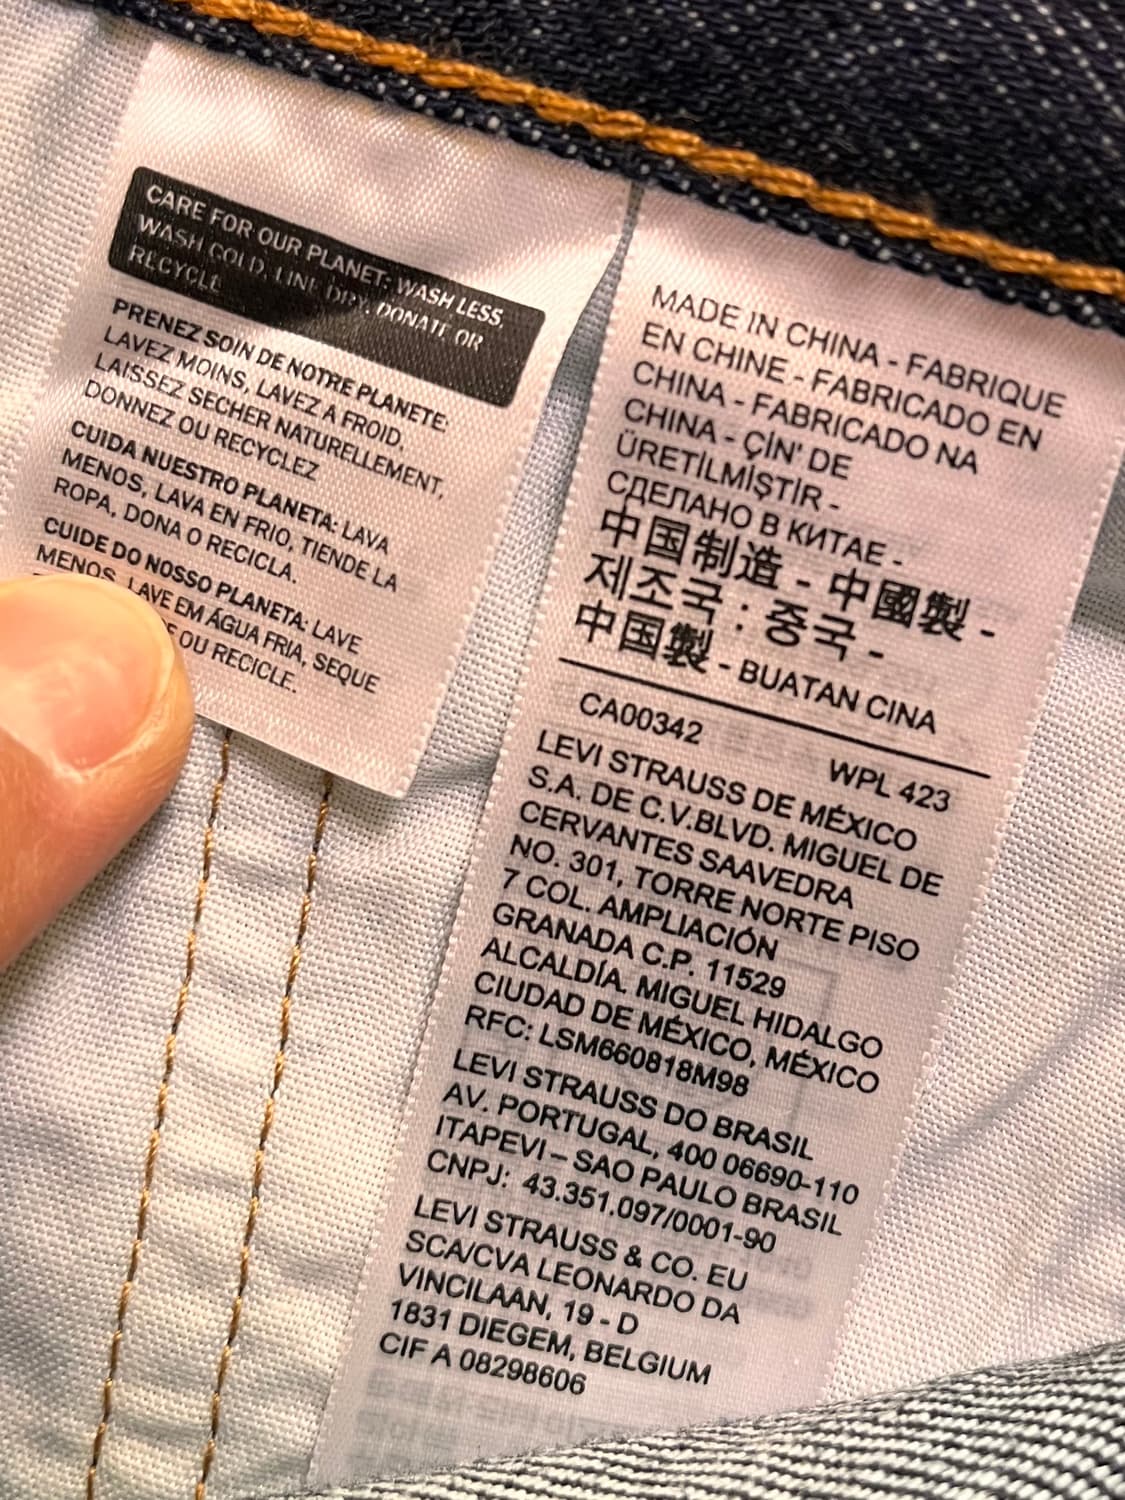 CARE FOR OUR PLANET: WASH LESS,
WASH COLD, LINE DRY, DONATE OR
RECYCLE
PRENEZ SOIN DE NOTRE PLANETE:
LAVEZ MOINS, LAVEZ A FROID,
LAISSEZ SECHER NATURELLEMENT,
DONNEZ OU RECYCLEZ
CUIDA NUESTRO PLANETA: LAVA
MENOS, LAVA EN FRIO, TIENDE LA
ROPA, DONA O RECICLA.
CUIDE DO NOSSO PLANETA: LAVE
MENOS, LAVE EM ÁGUA FRIA, SEQUE
OU RECICLE.
MADE IN CHINA - FABRIQUE
EN CHINE - FABRICADO EN
CHINA - FABRICADO NA
CHINA - ÇİN' DE
ÜRETİLMİŞTİR -
СДЕЛАНО В КИТАЕ -
中国制造 - 中國製 -
제조국 : 중국 -
中国製 - BUATAN CINA
CA00342
WPL 423
LEVI STRAUSS DE MÉXICO
S.A. DE C.V.BLVD. MIGUEL DE
CERVANTES SAAVEDRA
NO. 301, TORRE NORTE PISO
7 COL. AMPLIACIÓN
GRANADA C.P. 11529
ALCALDÍA. MIGUEL HIDALGO
CIUDAD DE MÉXICO, MÉXICO
RFC: LSM660818M98
LEVI STRAUSS DO BRASIL
AV. PORTUGAL, 400 06690-110
ITAPEVI – SAO PAULO BRASIL
CNPJ: 43.351.097/0001-90
LEVI STRAUSS & CO. EU
SCA/CVA LEONARDO DA
VINCILAAN, 19 - D
1831 DIEGEM, BELGIUM
CIF A 08298606